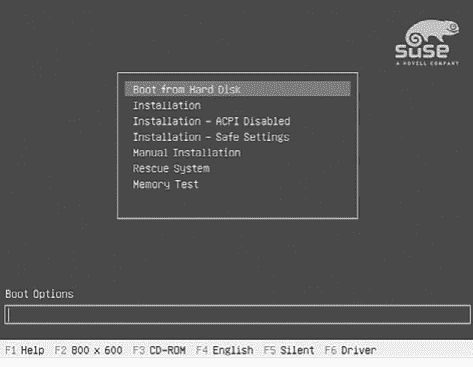 suse
A NOVELL COMPANY
Boot from Hard Disk
Installation
Installation - ACPI Disabled
Installation - Safe Settings
Manual Installation
Rescue System
Memory Test
Boot Options
F1 Help F2 800 x 600 F3 CD-ROM F4 English F5 Silent F6 Driver